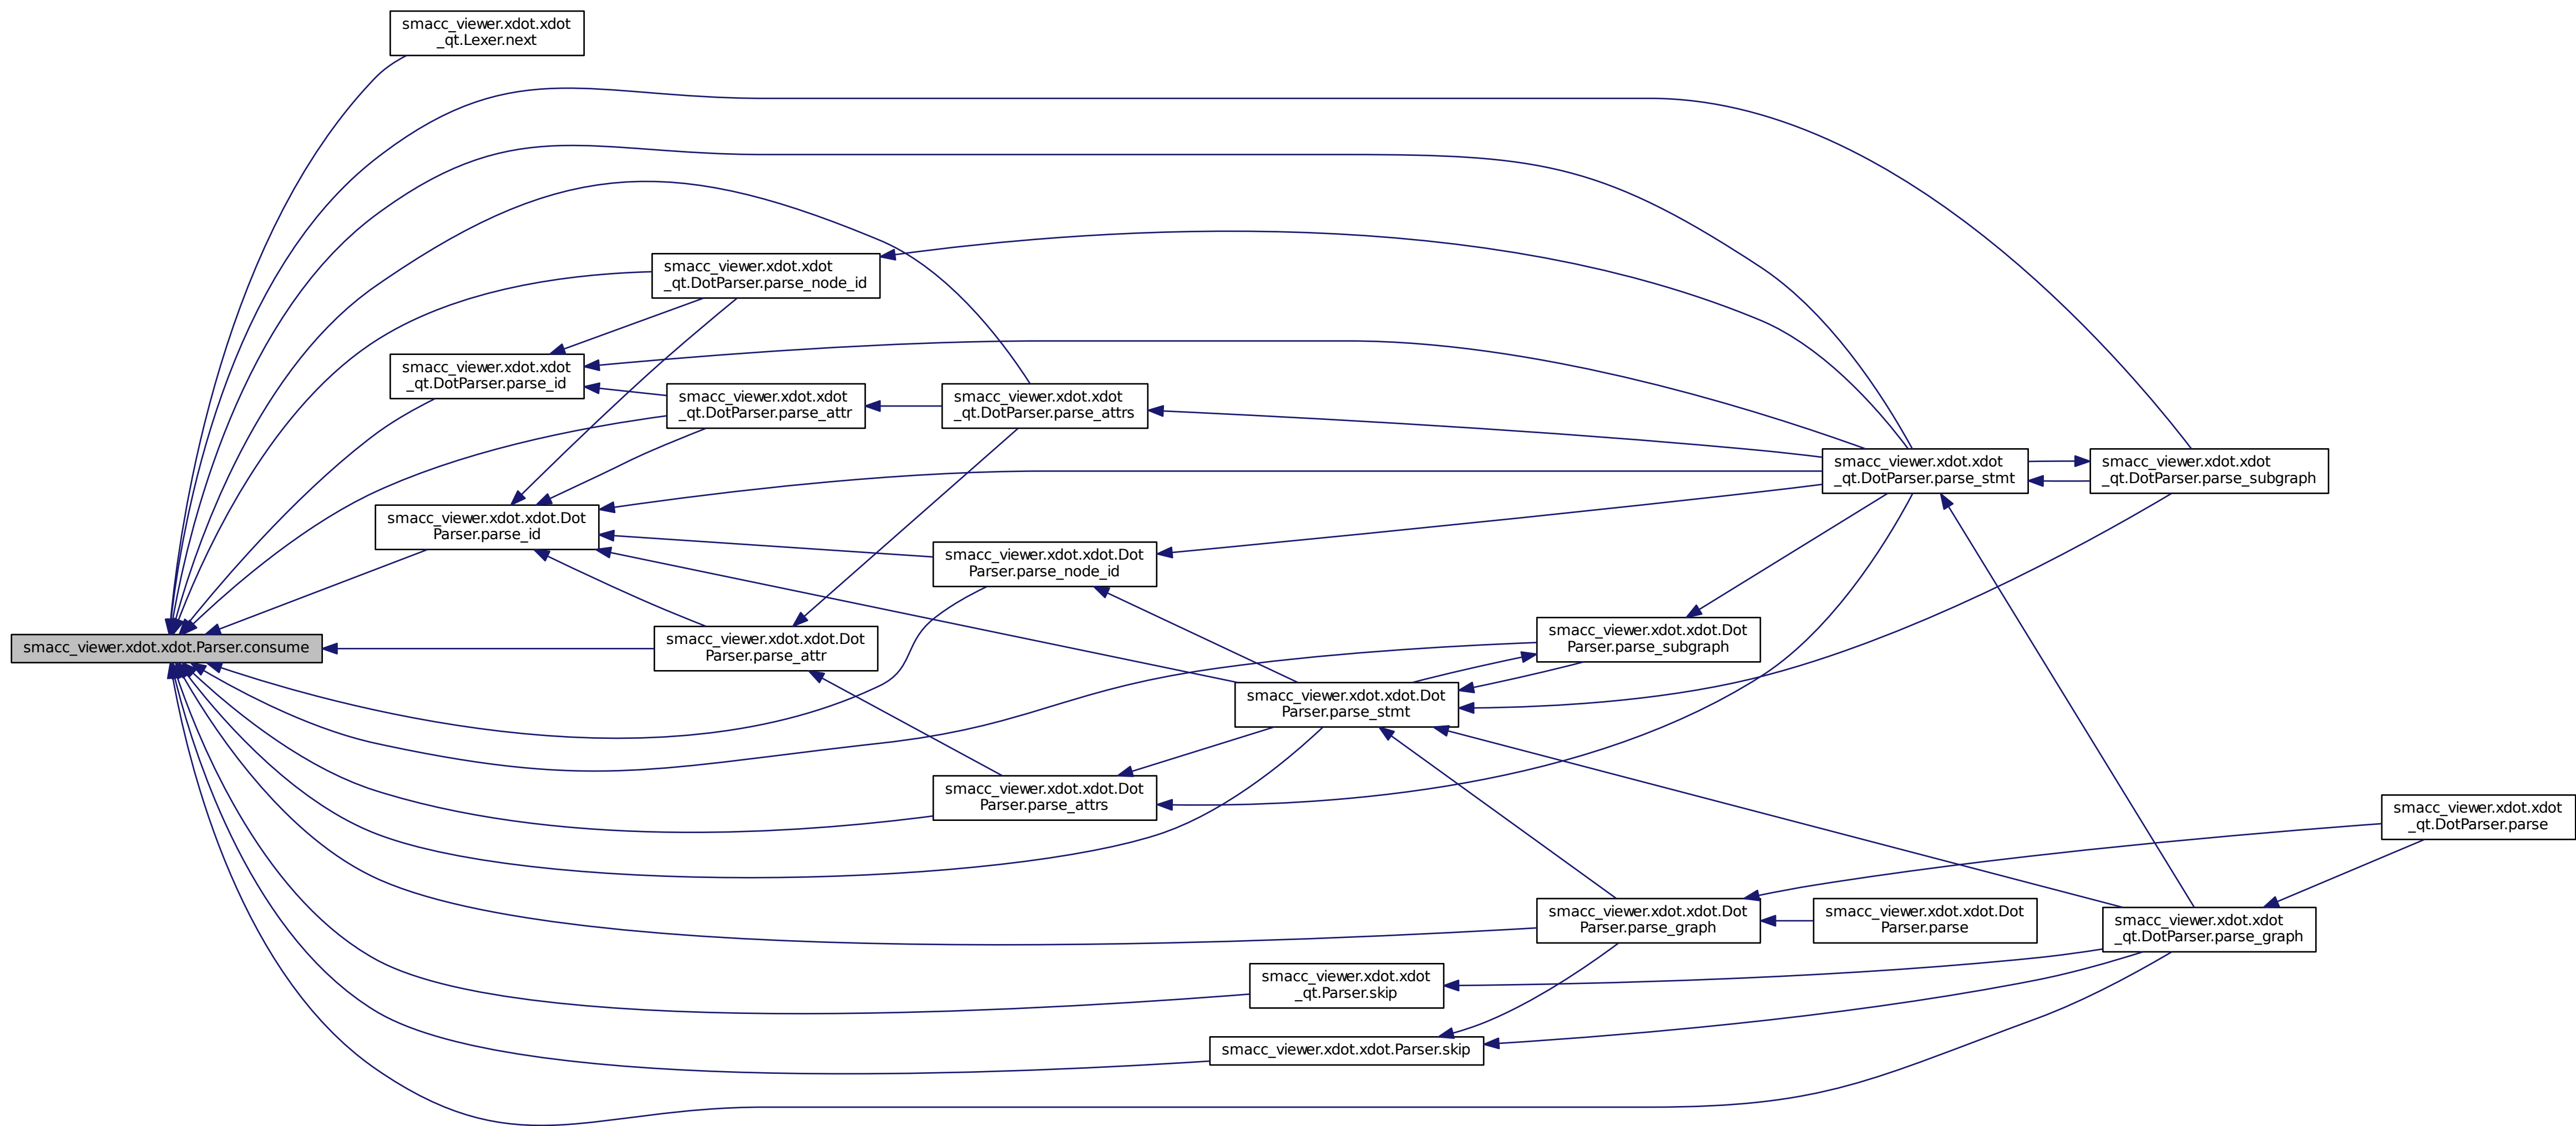 smacc_viewer.xdot.xdot
_qt.Lexer.next
smacc_viewer.xdot.xdot
_qt.DotParser.parse_node_id
smacc_viewer.xdot.xdot
_qt.DotParser.parse_id
smacc_viewer.xdot.xdot
_qt.DotParser.parse_attr
smacc_viewer.xdot.xdot
_qt.DotParser.parse_attrs
smacc_viewer.xdot.xdot
_qt.DotParser.parse_stmt
smacc_viewer.xdot.xdot
_qt.DotParser.parse_subgraph
smacc_viewer.xdot.xdot.Dot
Parser.parse_id
smacc_viewer.xdot.xdot.Dot
Parser.parse_node_id
smacc_viewer.xdot.xdot.Parser.consume
smacc_viewer.xdot.xdot.Dot
Parser.parse_attr
smacc_viewer.xdot.xdot.Dot
Parser.parse_subgraph
smacc_viewer.xdot.xdot.Dot
Parser.parse_stmt
smacc_viewer.xdot.xdot.Dot
Parser.parse_attrs
smacc_viewer.xdot.xdot
_qt.DotParser.parse
smacc_viewer.xdot.xdot.Dot
Parser.parse_graph
smacc_viewer.xdot.xdot.Dot
Parser.parse
smacc_viewer.xdot.xdot
_qt.DotParser.parse_graph
smacc_viewer.xdot.xdot
_qt.Parser.skip
smacc_viewer.xdot.xdot.Parser.skip